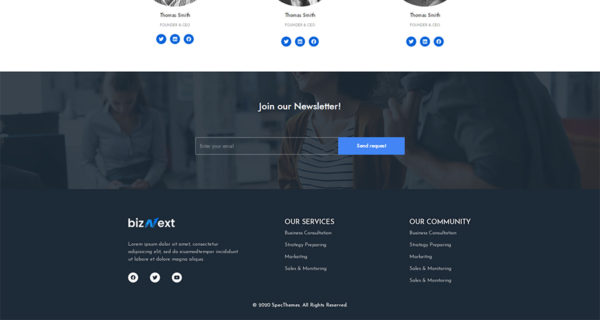 Thomas Smith Thomas Smith Thomas Smith
FOUNDER & CEO FOUNDER & CEO FOUNDER & CEO
Join our Newsletter!
Enter your email Send request
biznext
Lorem ipsum dolor sit amet, consectetur
adipiscing elit, sed do eiusmodtempor incididunt
ut labore et dolore magna aliqua.
OUR SERVICES
Business Consultation
Strategy Preparing
Marketing
Sales & Monitoring
OUR COMMUNITY
Business Consultation
Strategy Preparing
Marketing
Sales & Monitoring
Sales & Monitoring
© 2020 SpecThemes. All Rights Reserved.